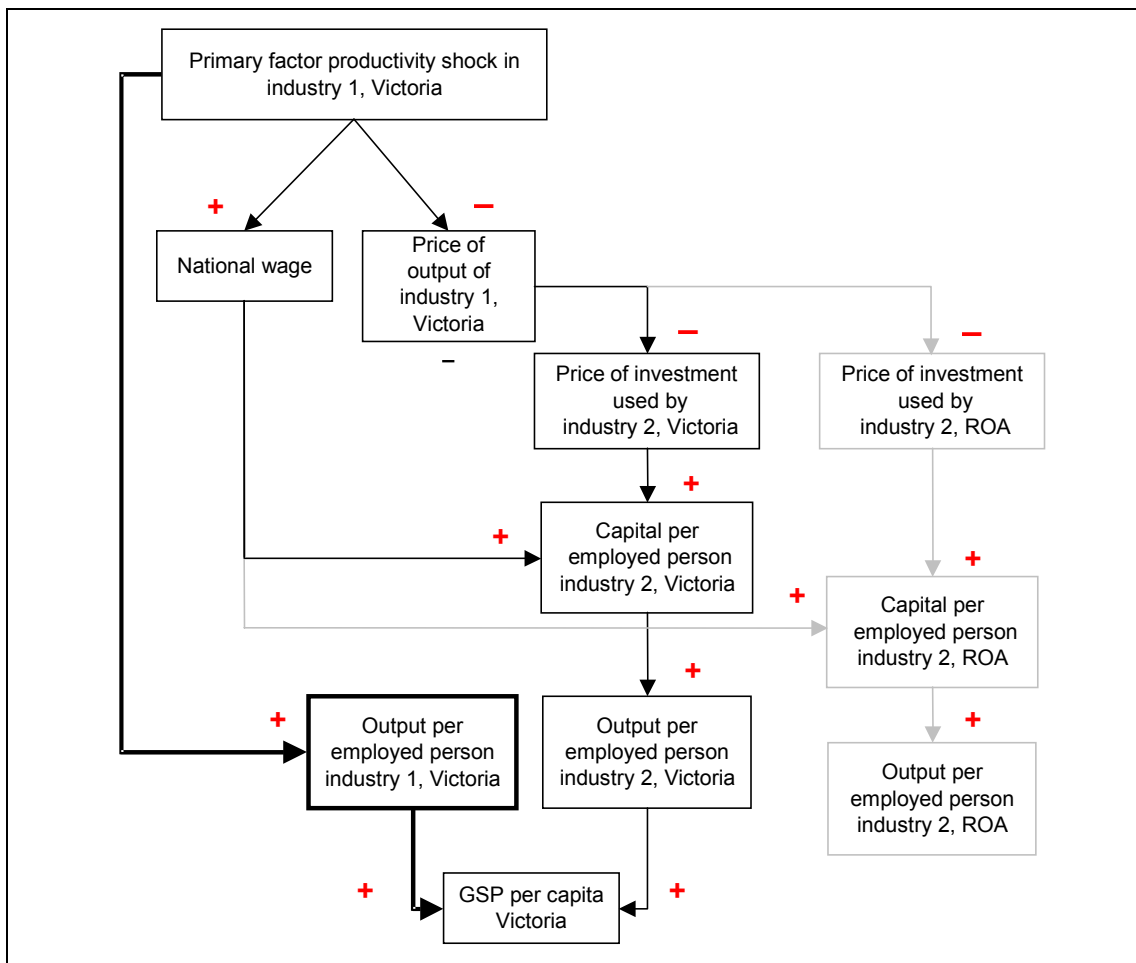 Primary factor productivity shock in
industry 1, Victoria
+
–
National wage
Price of
output of
industry 1,
Victoria
–
–
–
Price of investment
used by
industry 2, Victoria
Price of investment
used by
industry 2, ROA
+
+
Capital per
employed person
industry 2, Victoria
+
+
Capital per
employed person
industry 2, ROA
+
+
+
Output per
employed person
industry 1, Victoria
Output per
employed person
industry 2, Victoria
Output per
employed person
industry 2, ROA
+
+
GSP per capita
Victoria